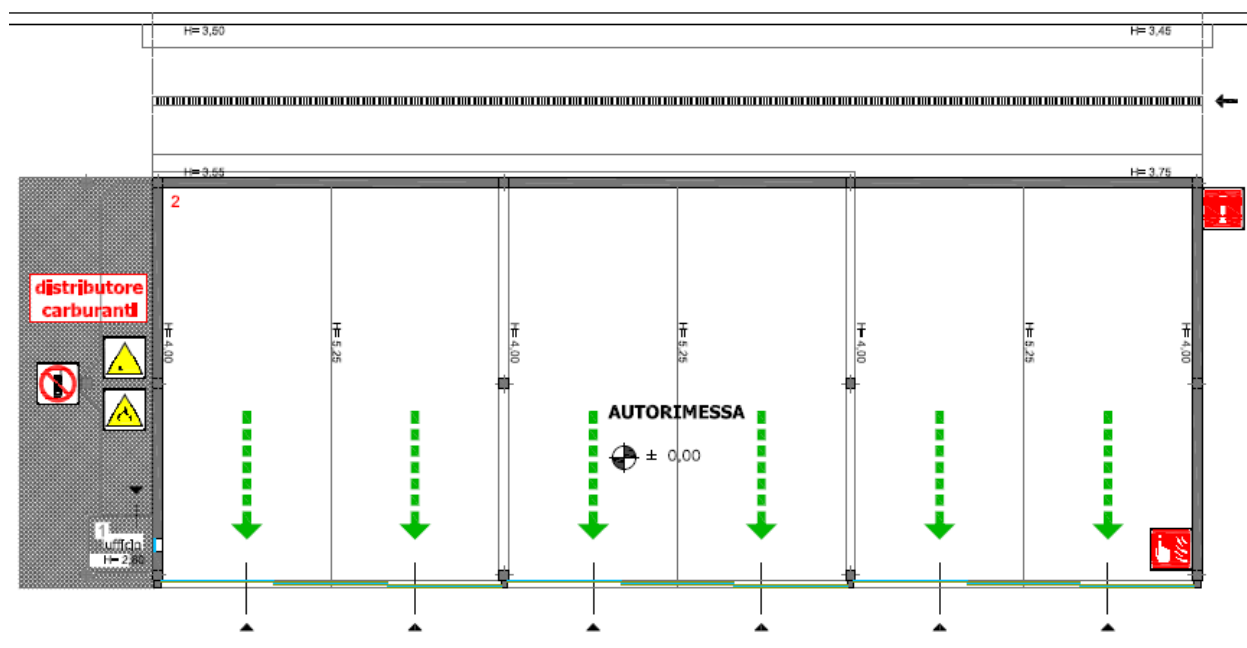 H= 3,50
H= 3,45
H= 3,55
H= 3,75
2
distributore
carburanti
H= 4,00
H= 5,25
H= 4,00
H= 5,25
H= 4,00
H= 5,25
H= 4,00
AUTORIMESSA
± 0,00
1
ufficio
H= 2,80